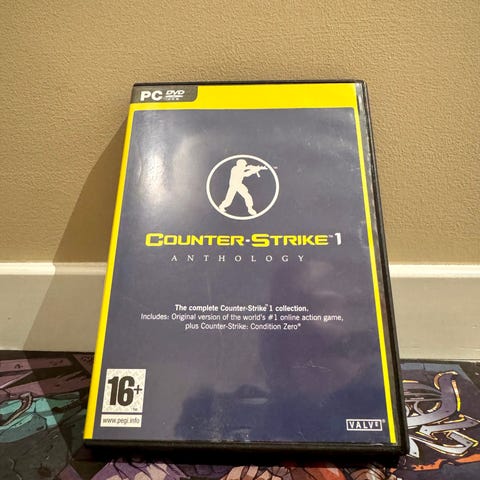 PC DVD
ROM
COUNTER-STRIKE™ 1
ANTHOLOGY
The complete Counter-Strike® 1 collection.
Includes: Original version of the world's #1 online action game,
plus Counter-Strike: Condition Zero®
16+
www.pegi.info
VALVE